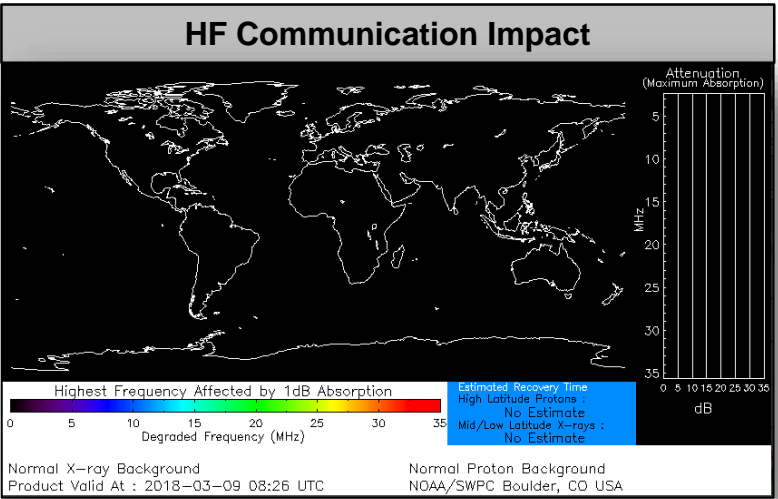 HF Communication Impact
Attenuation
(Maximum Absorption)
5
10
15
20
25
30
35
MHz
0 5 10 15 20 25 30 35
dB
Highest Frequency Affected by 1dB Absorption
0 5 10 15 20 25 30 35
Degraded Frequency (MHz)
Estimated Recovery Time
High Latitude Protons :
No Estimate
Mid/Low Latitude X-rays :
No Estimate
Normal X-ray Background
Normal Proton Background
Product Valid At : 2018-03-09 08:26 UTC
NOAA/SWPC Boulder, CO USA